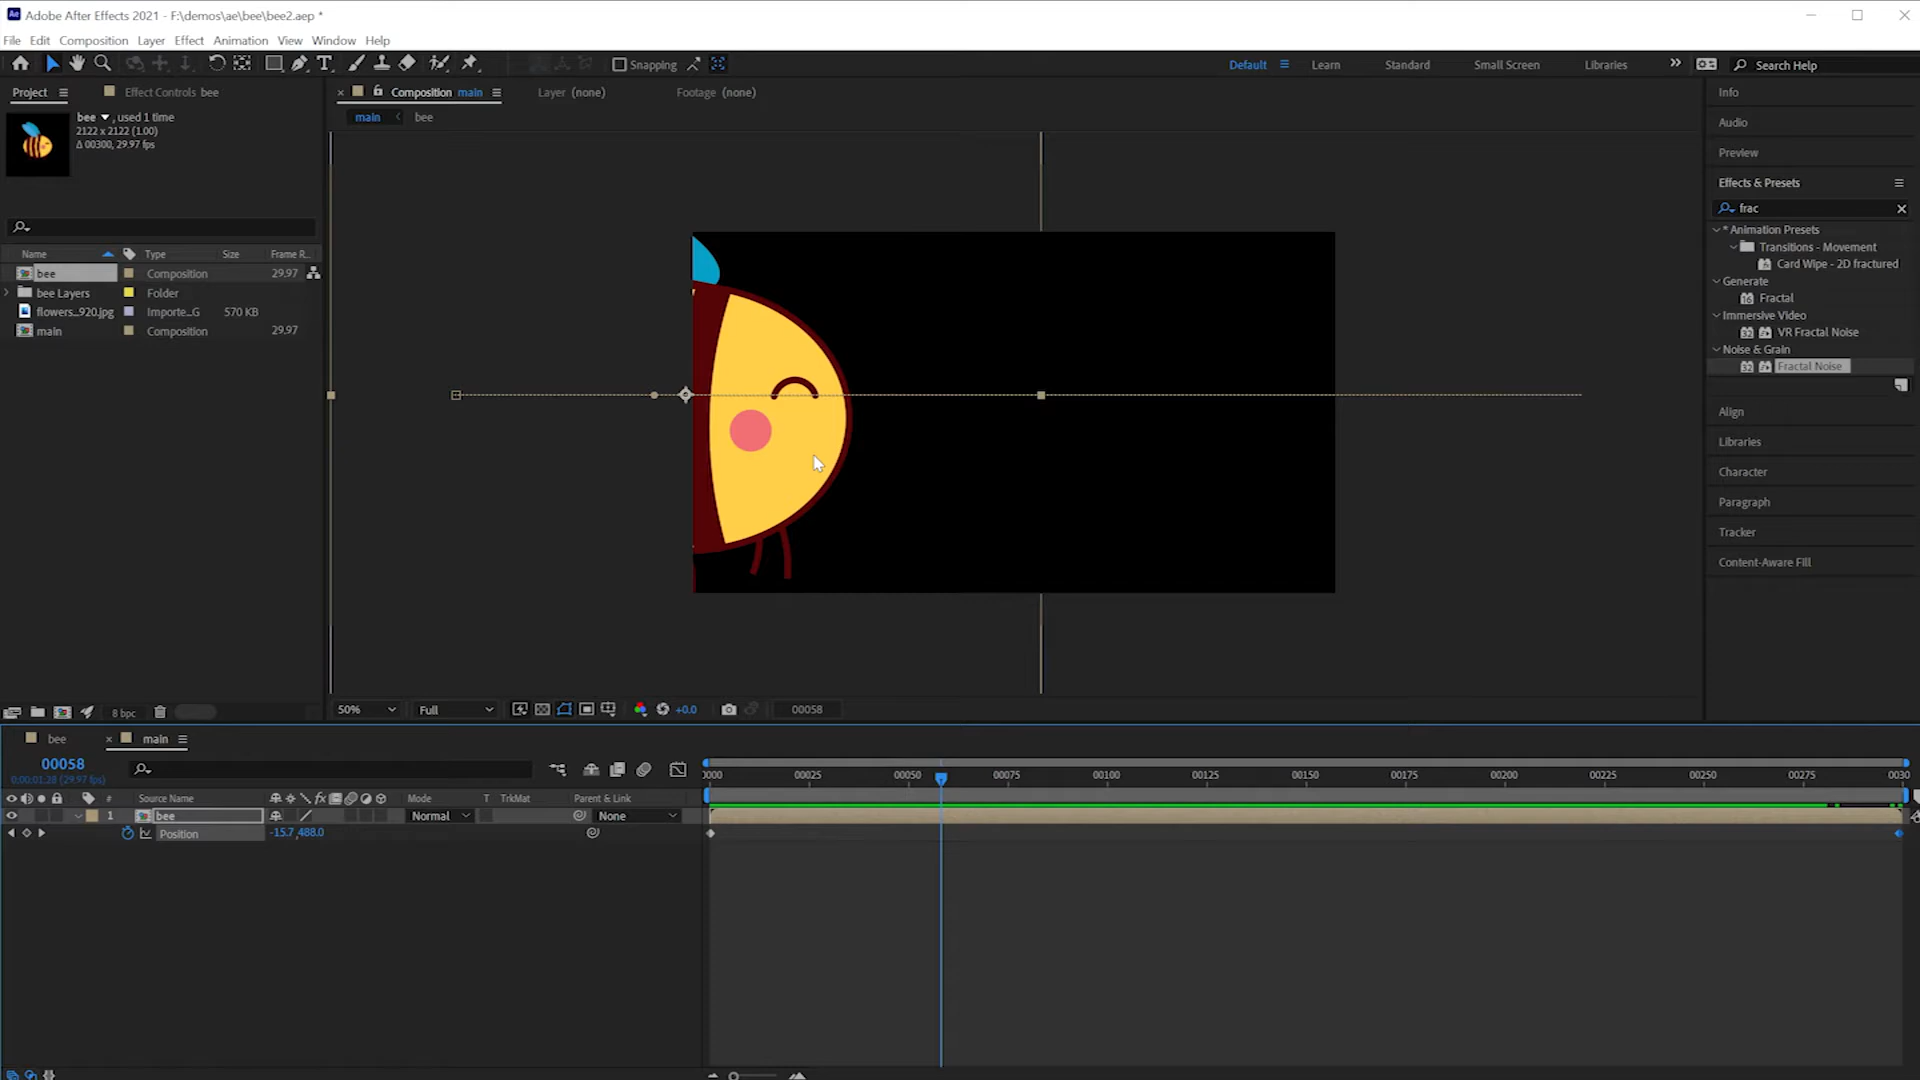 Adobe After Effects 2021 - F:\demos\ae\bee\bee2.aep *
File Edit Composition Layer Effect Animation View Window Help
Snapping
Default Learn Standard Small Screen Libraries Search Help
Project Effect Controls bee
Composition main Layer (none) Footage (none)
main bee
bee , used 1 time
2122 x 2122 (1.00)
Δ 00300, 29.97 fps
Name Type Size Frame R...
bee Composition 29.97
bee Layers Folder
flowers..._920.jpg Importe...G 570 KB
main Composition 29.97
8 bpc
50% Full +0.0 00058
Info
Audio
Preview
Effects & Presets
frac
* Animation Presets
Transitions - Movement
Card Wipe - 2D fractured
Generate
Fractal
Immersive Video
VR Fractal Noise
Noise & Grain
Fractal Noise
Align
Libraries
Character
Paragraph
Tracker
Content-Aware Fill
bee main
00058
0;00;01;28 (29.97 fps)
0000 00025 00050 00075 00100 00125 00150 00175 00200 00225 00250 00275 0030
# Source Name fx Mode T TrkMat Parent & Link
1 bee Normal None
Position -15.7,488.0